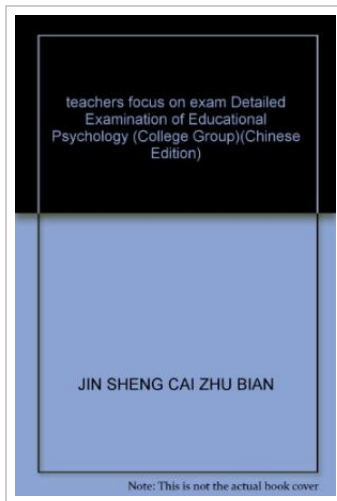 teachers focus on exam Detailed
Examination of Educational
Psychology (College Group)(Chinese
Edition)
JIN SHENG CAI ZHU BIAN
Note: This is not the actual book cover